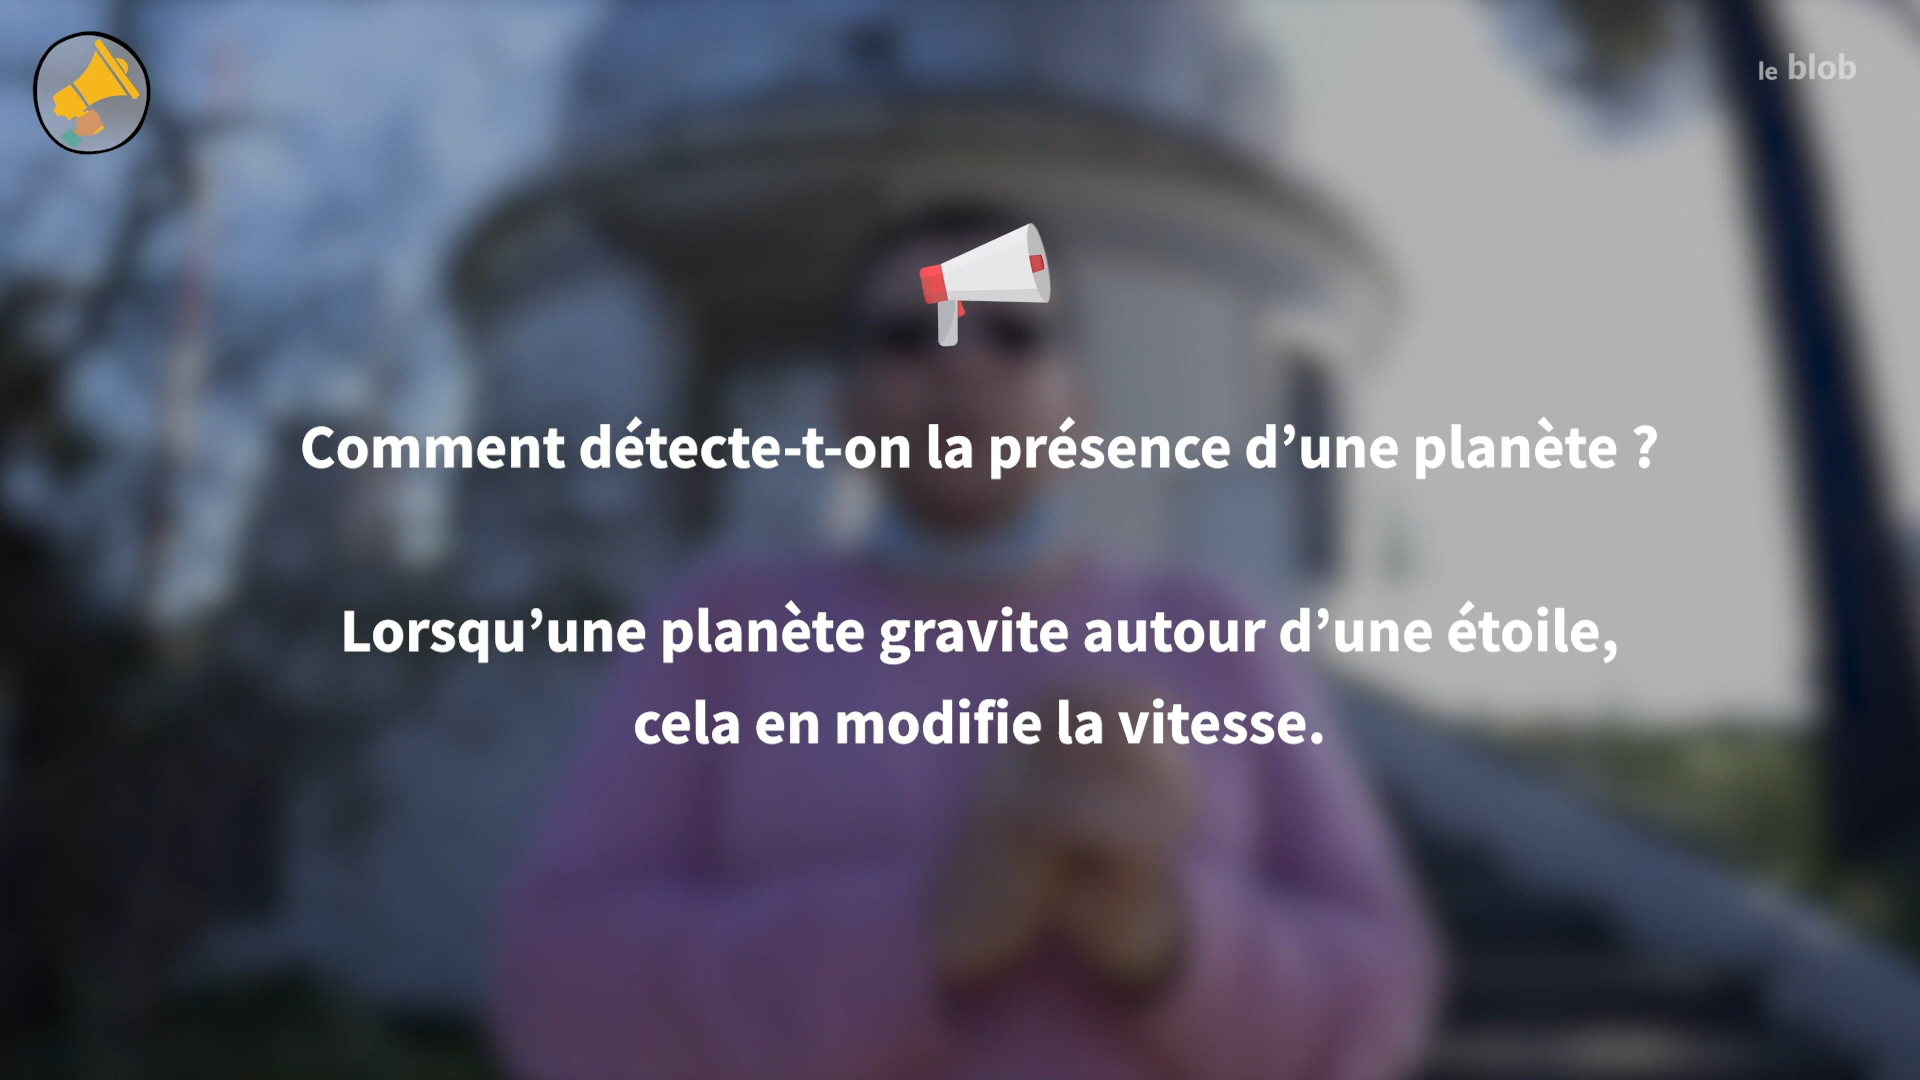 le blob
Comment détecte-t-on la présence d’une planète ?
Lorsqu’une planète gravite autour d’une étoile,
cela en modifie la vitesse.